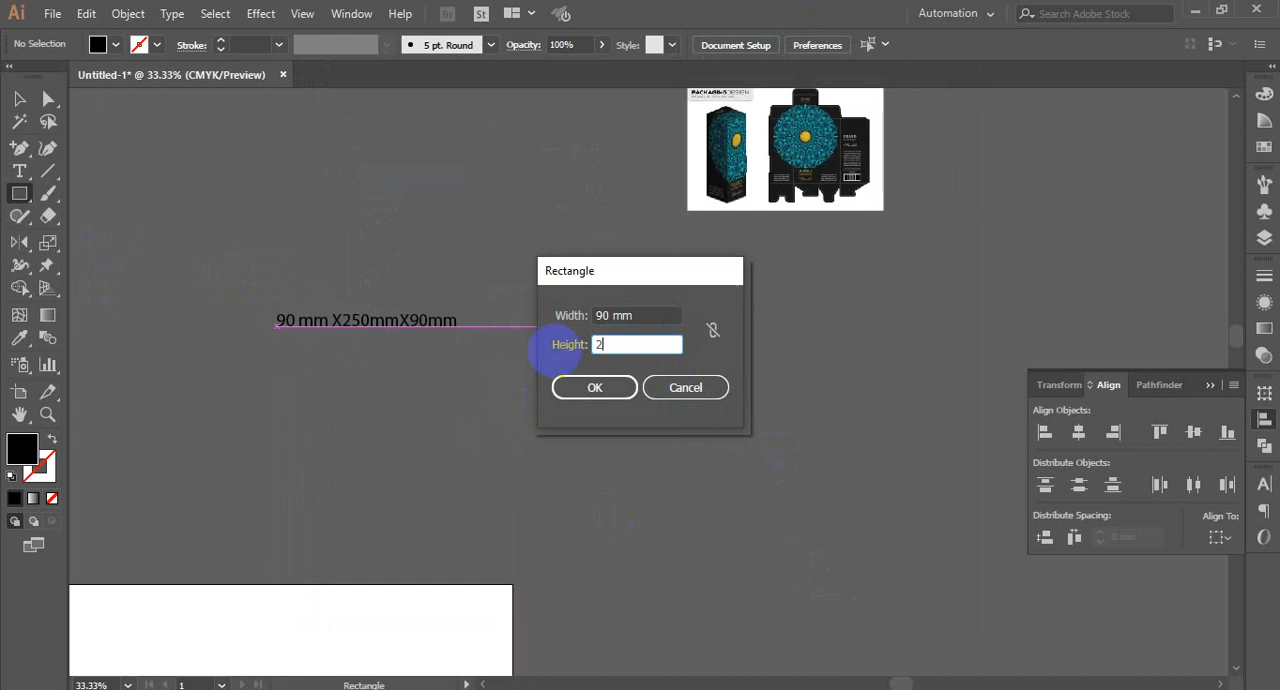 Ai File Edit Object Type Select Effect View Window Help Br St Automation Search Adobe Stock
No Selection Stroke: 5 pt. Round Opacity: 100% Style: Document Setup Preferences
Untitled-1* @ 33.33% (CMYK/Preview)
PACKAGINGDESIGN
Rectangle
Width: 90 mm
90 mm X250mmX90mm
Height: 2
OK Cancel
Transform Align Pathfinder
Align Objects:
Distribute Objects:
Distribute Spacing: Align To:
0 mm
33.33% 1 Rectangle